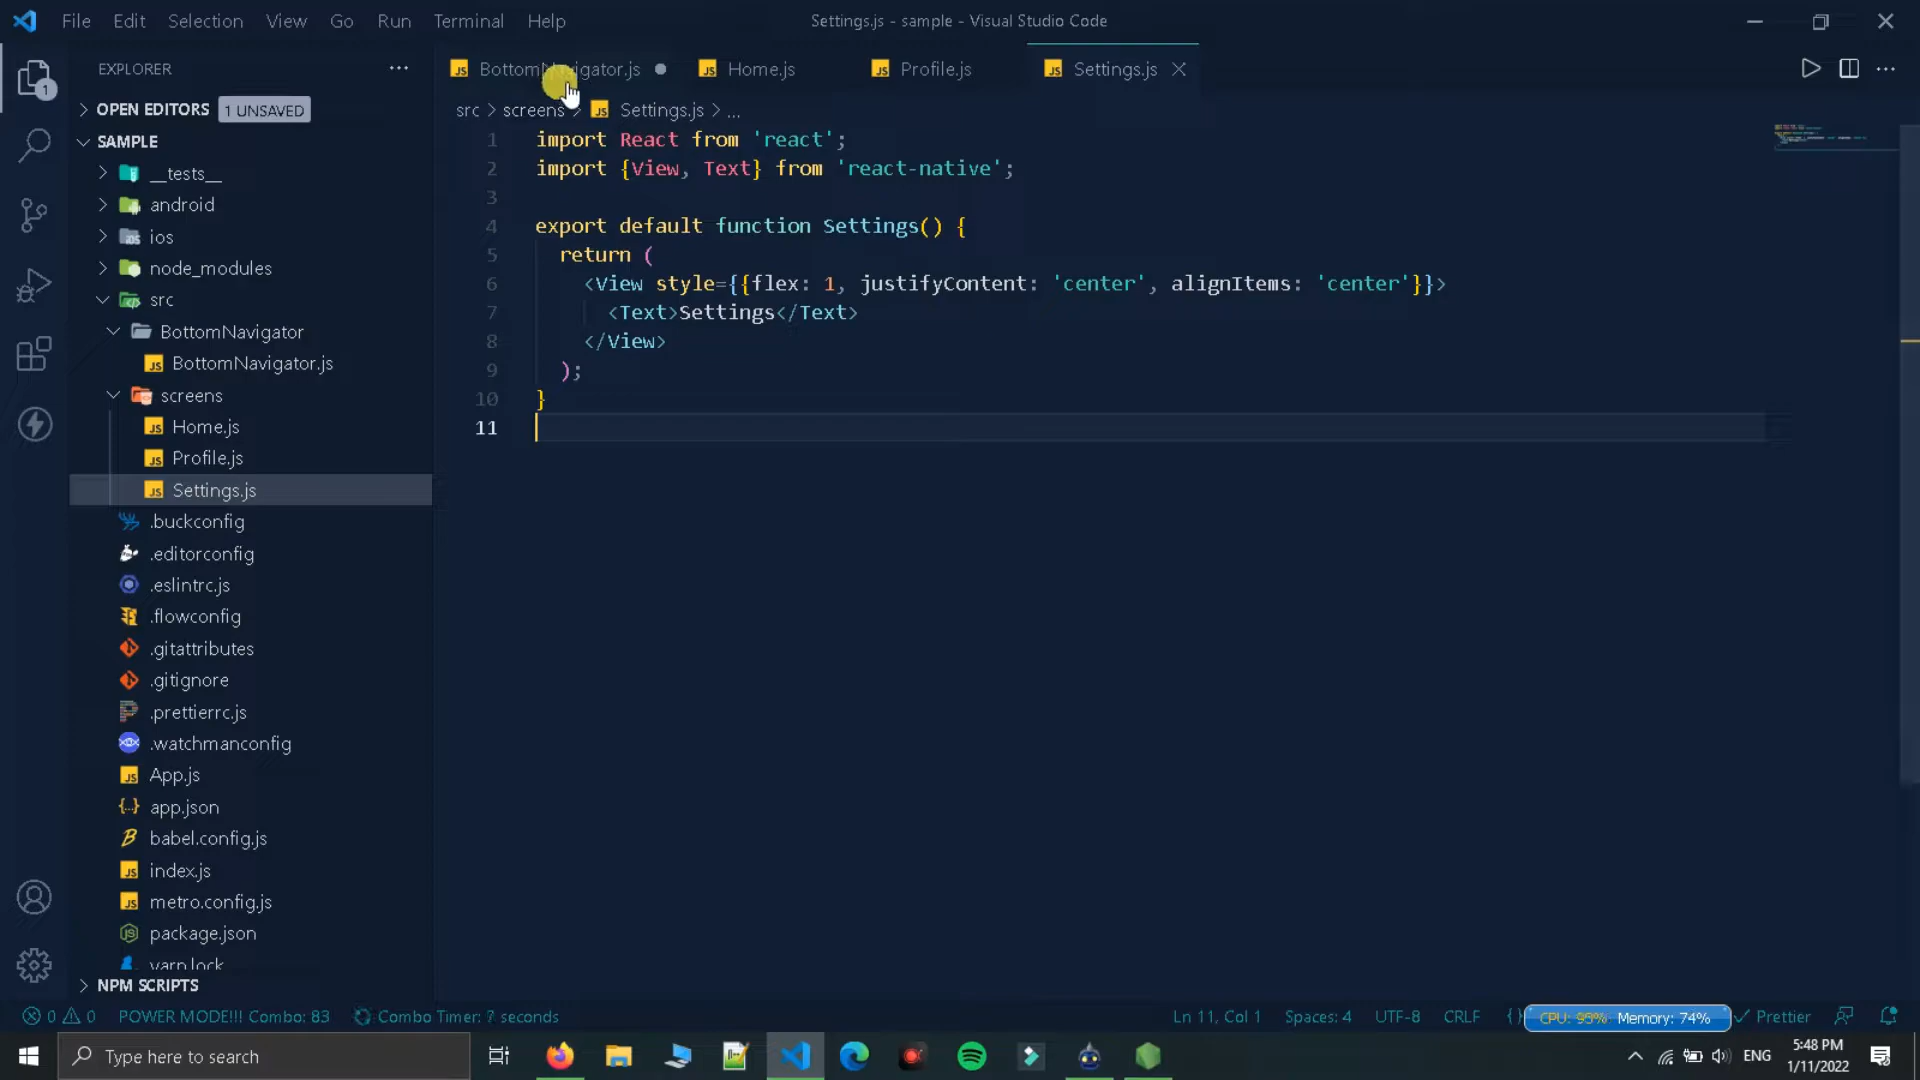 File Edit Selection View Go Run Terminal Help
Settings.js - sample - Visual Studio Code
EXPLORER
OPEN EDITORS 1 UNSAVED
SAMPLE
__tests__
android
ios
node_modules
src
BottomNavigator
BottomNavigator.js
screens
Home.js
Profile.js
Settings.js
.buckconfig
.editorconfig
.eslintrc.js
.flowconfig
.gitattributes
.gitignore
.prettierrc.js
.watchmanconfig
App.js
app.json
babel.config.js
index.js
metro.config.js
package.json
yarn.lock
NPM SCRIPTS
BottomNavigator.js Home.js Profile.js Settings.js
src > screens > Settings.js > ...
1 import React from 'react';
2 import {View, Text} from 'react-native';
3
4 export default function Settings() {
5 return (
6 <View style={{flex: 1, justifyContent: 'center', alignItems: 'center'}}>
7 <Text>Settings</Text>
8 </View>
9 );
10 }
11
0 0 POWER MODE!!! Combo: 83 Combo Timer: 7 seconds
Ln 11, Col 1 Spaces: 4 UTF-8 CRLF {} CPU: 95% Memory: 74% Prettier
Type here to search
ENG
5:48 PM
1/11/2022